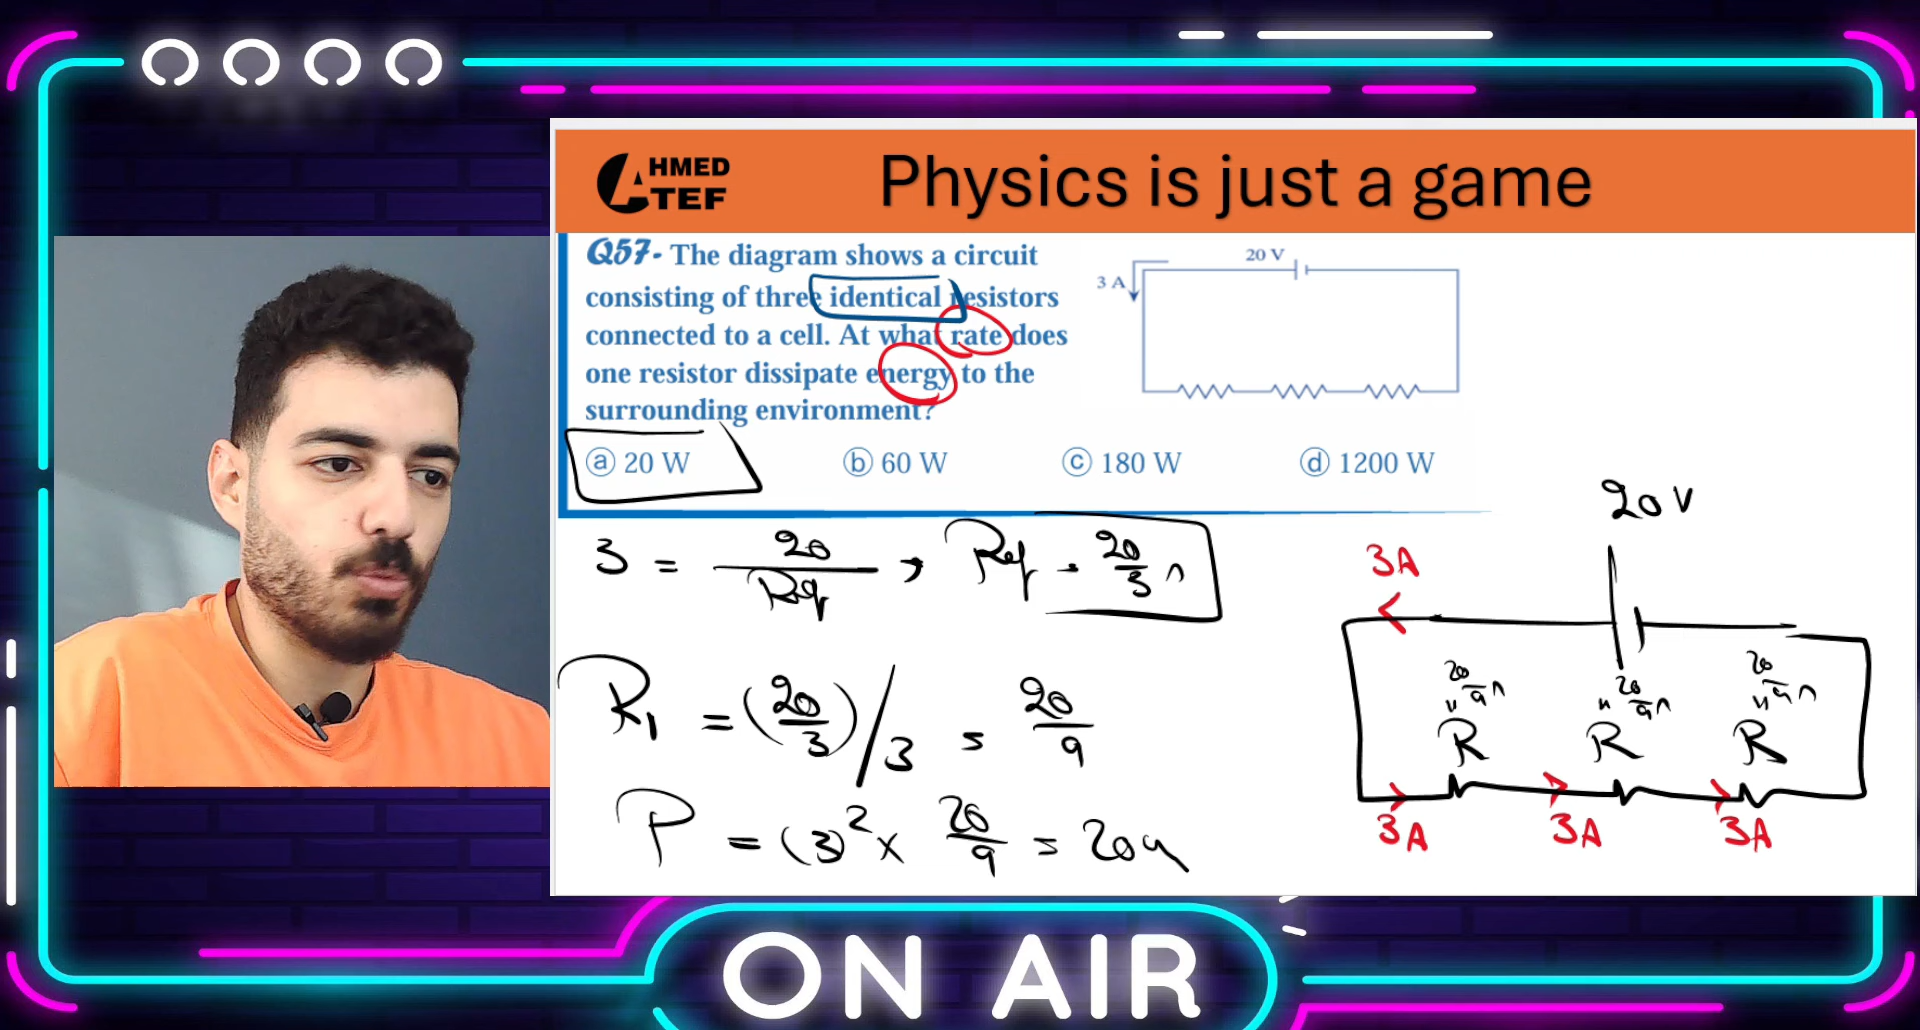 AHMED
ATEF
Physics is just a game
Q57- The diagram shows a circuit
consisting of three identical resistors
connected to a cell. At what rate does
one resistor dissipate energy to the
surrounding environment?
ⓐ 20 W
ⓑ 60 W
ⓒ 180 W
ⓓ 1200 W
20 V
3 A
3 = 20/Req , Req = 20/3 Ω
R₁ = (20/3)/3 = 20/9
P = (3)² × 20/9 = 20 W
20 V
3A
20/9 Ω
20/9 Ω
20/9 Ω
R
R
R
3A
3A
3A
ON AIR